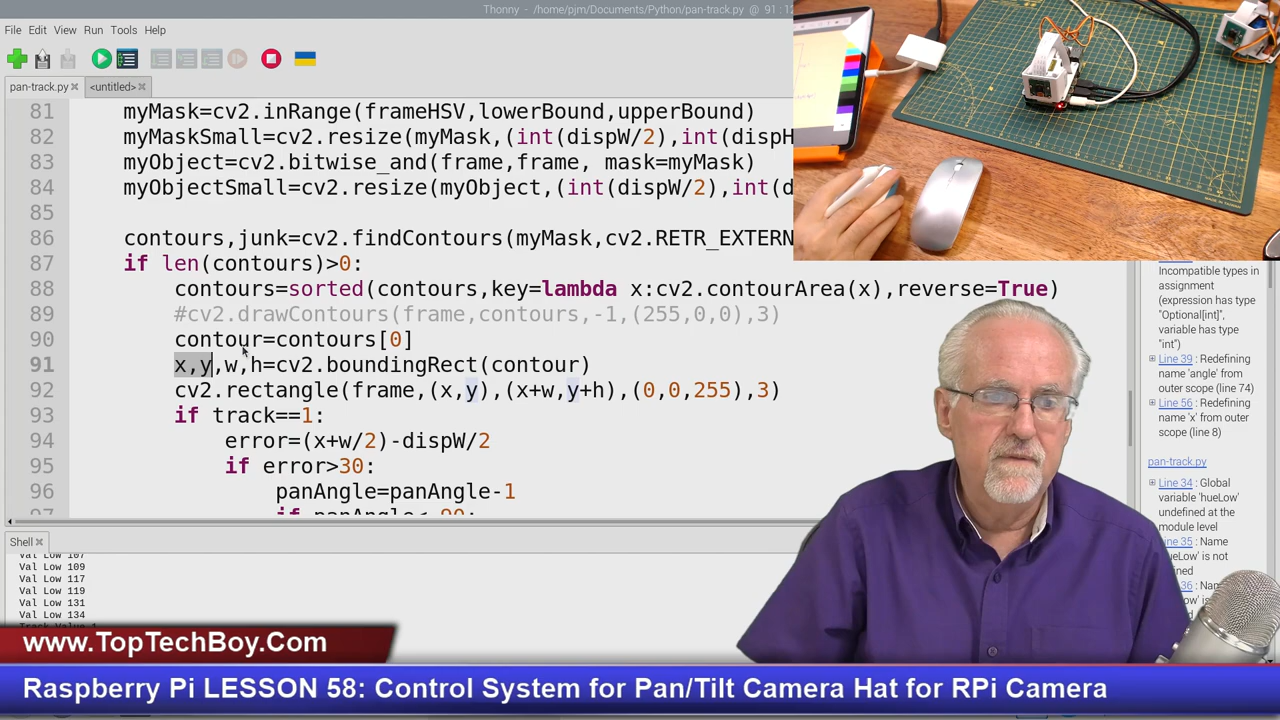 Thonny - /home/pjm/Documents/Python/pan-track.py @ 91 : 12
File Edit View Run Tools Help
pan-track.py
<untitled>
81 myMask=cv2.inRange(frameHSV,lowerBound,upperBound)
82 myMaskSmall=cv2.resize(myMask,(int(dispW/2),int(dispH
83 myObject=cv2.bitwise_and(frame,frame, mask=myMask)
84 myObjectSmall=cv2.resize(myObject,(int(dispW/2),int(d
85
86 contours,junk=cv2.findContours(myMask,cv2.RETR_EXTERN
87 if len(contours)>0:
88 contours=sorted(contours,key=lambda x:cv2.contourArea(x),reverse=True)
89 #cv2.drawContours(frame,contours,-1,(255,0,0),3)
90 contour=contours[0]
91 x,y,w,h=cv2.boundingRect(contour)
92 cv2.rectangle(frame,(x,y),(x+w,y+h),(0,0,255),3)
93 if track==1:
94 error=(x+w/2)-dispW/2
95 if error>30:
96 panAngle=panAngle-1
97 if panAngle<-90:
Incompatible types in
assignment
(expression has type
"Optional[int]",
variable has type
"int")
Line 39 : Redefining
name 'angle' from
outer scope (line 74)
Line 56 : Redefining
name 'x' from outer
scope (line 8)
pan-track.py
Line 34 : Global
variable 'hueLow'
undefined at the
module level
Line 35 : Name
is not
Shell
Val Low 107
Val Low 109
Val Low 117
Val Low 119
Val Low 131
Val Low 134
www.TopTechBoy.Com
Raspberry Pi LESSON 58: Control System for Pan/Tilt Camera Hat for RPi Camera